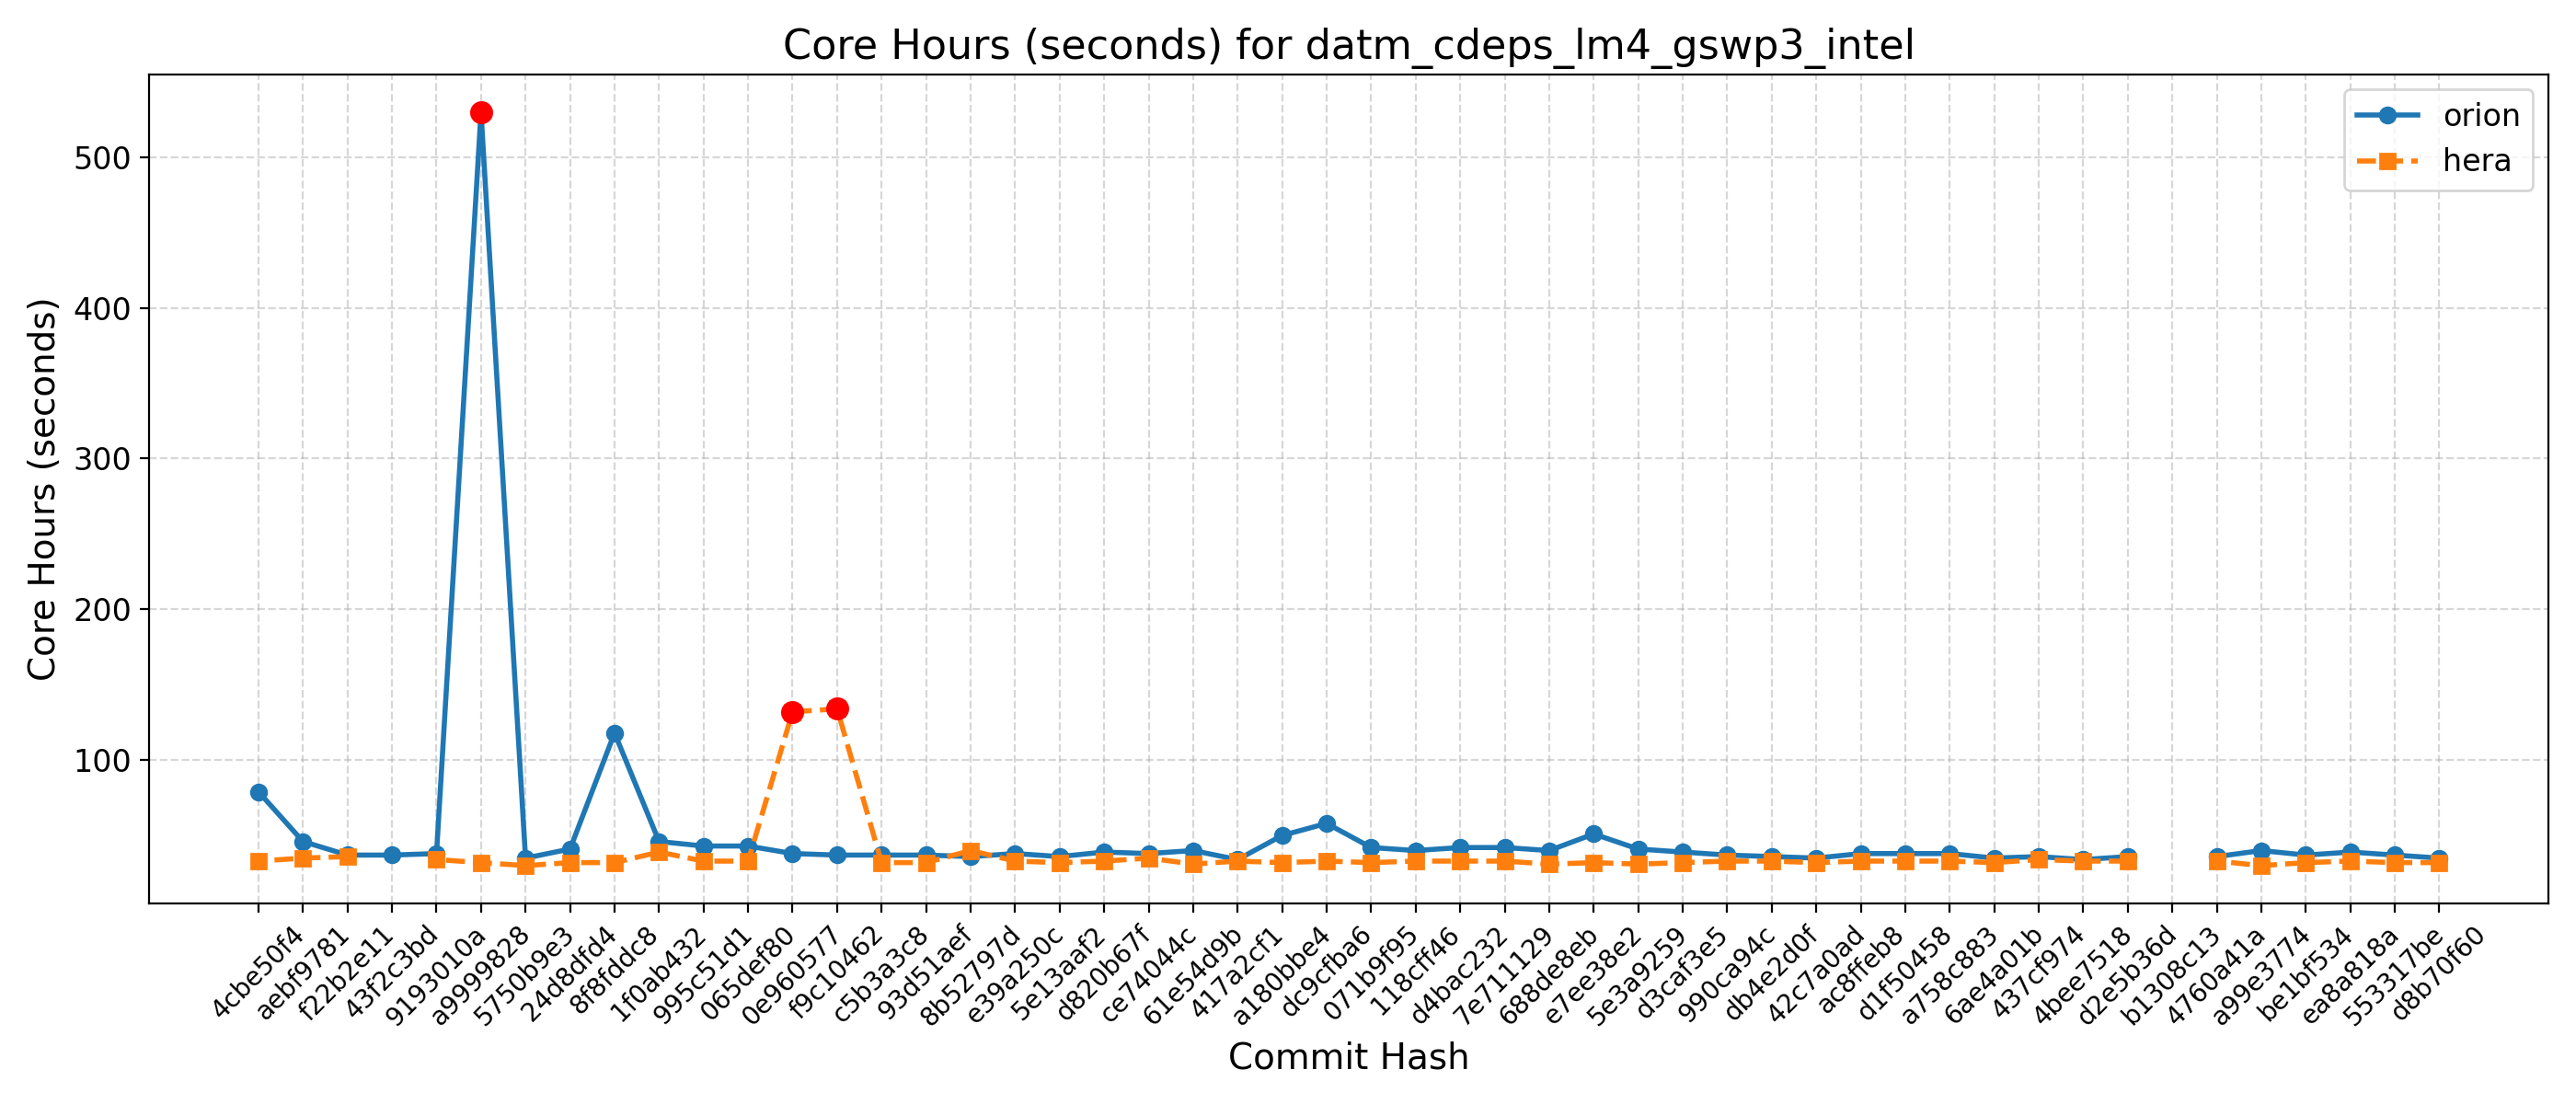 Core Hours (seconds) for datm_cdeps_lm4_gswp3_intel
orion
hera
Core Hours (seconds)
500
400
300
200
100
4cbe50f4
aebf9781
f22b2e11
43f2c3bd
9193010a
a9999828
5750b9e3
24d8dfd4
8f8fddc8
1f0ab432
995c51d1
065def80
0e960577
f9c10462
c5b3a3c8
93d51aef
8b52797d
e39a250c
5e13aaf2
d820b67f
ce74044c
61e54d9b
417a2cf1
a180bbe4
dc9cfba6
071b9f95
118cff46
d4bac232
7e711129
688de8eb
e7ee38e2
5e3a9259
d3caf3e5
990ca94c
db4e2d0f
42c7a0ad
ac8ffeb8
d1f50458
a758c883
6ae4a01b
437cf974
4bee7518
d2e5b36d
b1308c13
4760a41a
a99e3774
be1bf534
ea8a818a
553317be
d8b70f60
Commit Hash